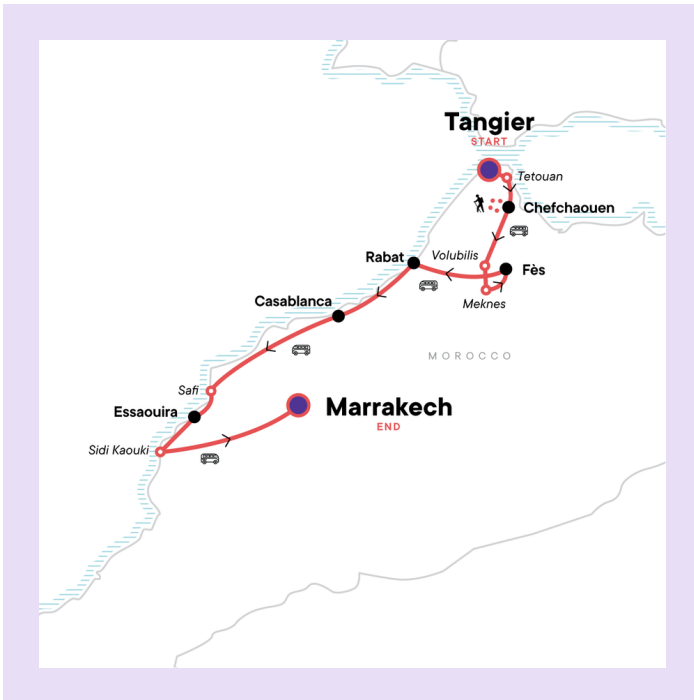 Tangier
START
Tetouan
Chefchaouen
Volubilis
Rabat
Fès
Meknes
Casablanca
MOROCCO
Safi
Marrakech
Essaouira
END
Sidi Kaouki